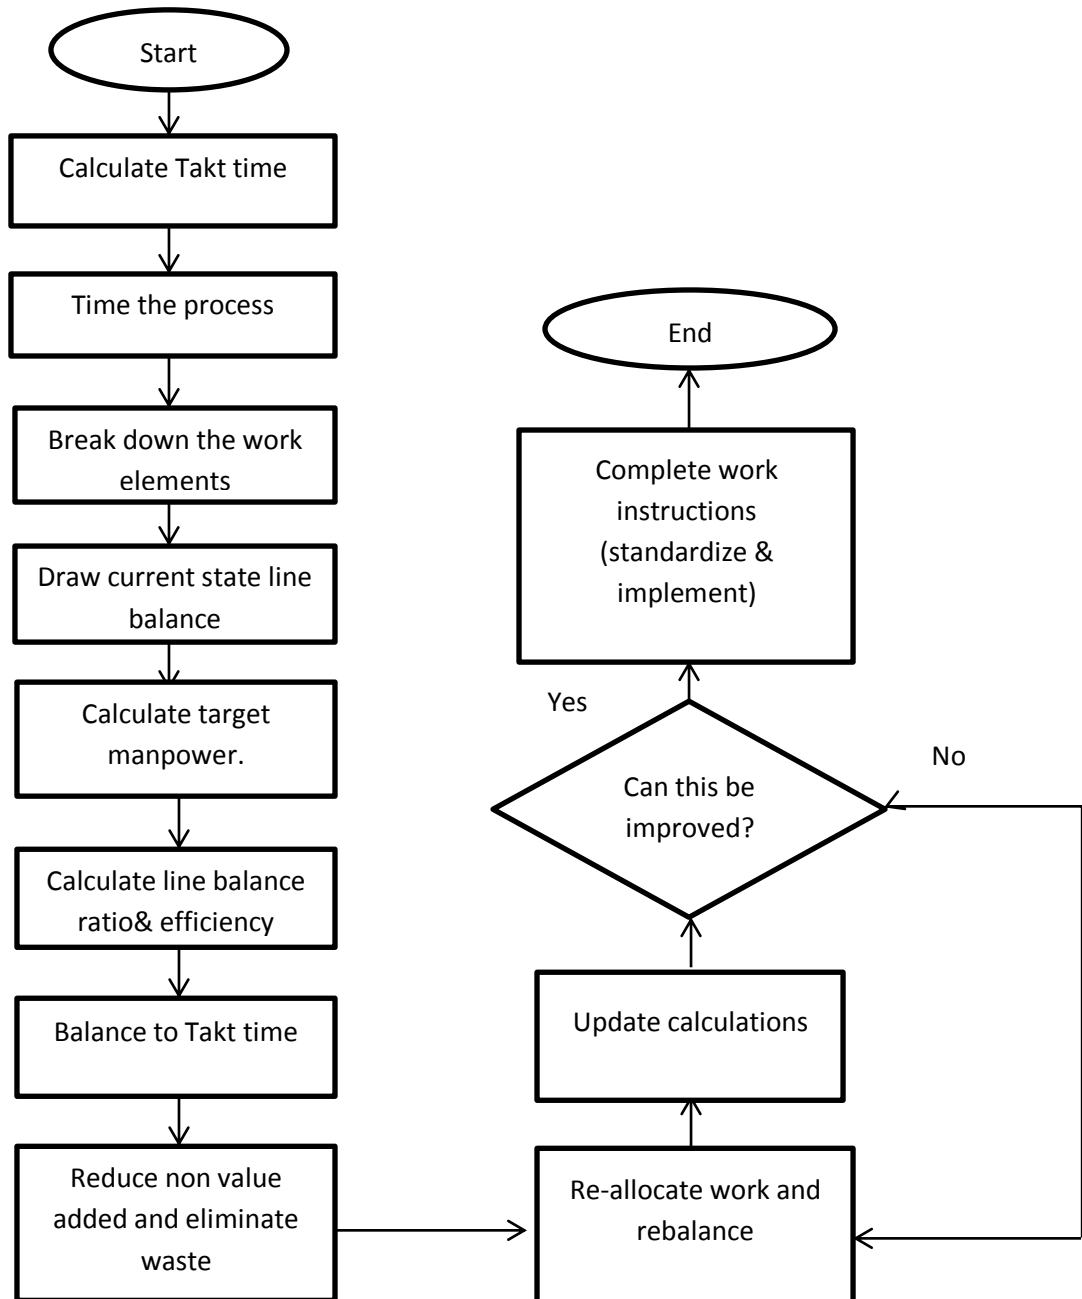 Start
Calculate Takt time
Time the process
Break down the work
elements
Draw current state line
balance
Calculate target
manpower.
Calculate line balance
ratio& efficiency
Balance to Takt time
Reduce non value
added and eliminate
waste
Re-allocate work and
rebalance
Update calculations
Can this be
improved?
Yes
No
Complete work
instructions
(standardize &
implement)
End